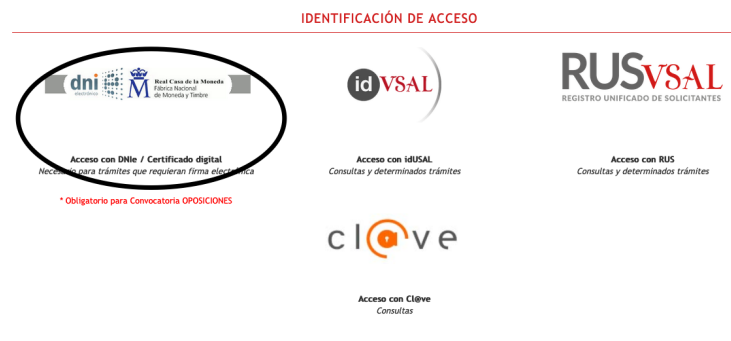 IDENTIFICACIÓN DE ACCESO
dni
electrónico
Real Casa de la Moneda
Fábrica Nacional
de Moneda y Timbre
Acceso con DNIe / Certificado digital
Necesario para trámites que requieran firma electrónica
* Obligatorio para Convocatoria OPOSICIONES
id VSAL
Acceso con idUSAL
Consultas y determinados trámites
RUSVSAL
REGISTRO UNIFICADO DE SOLICITANTES
Acceso con RUS
Consultas y determinados trámites
cl@ve
Acceso con Cl@ve
Consultas